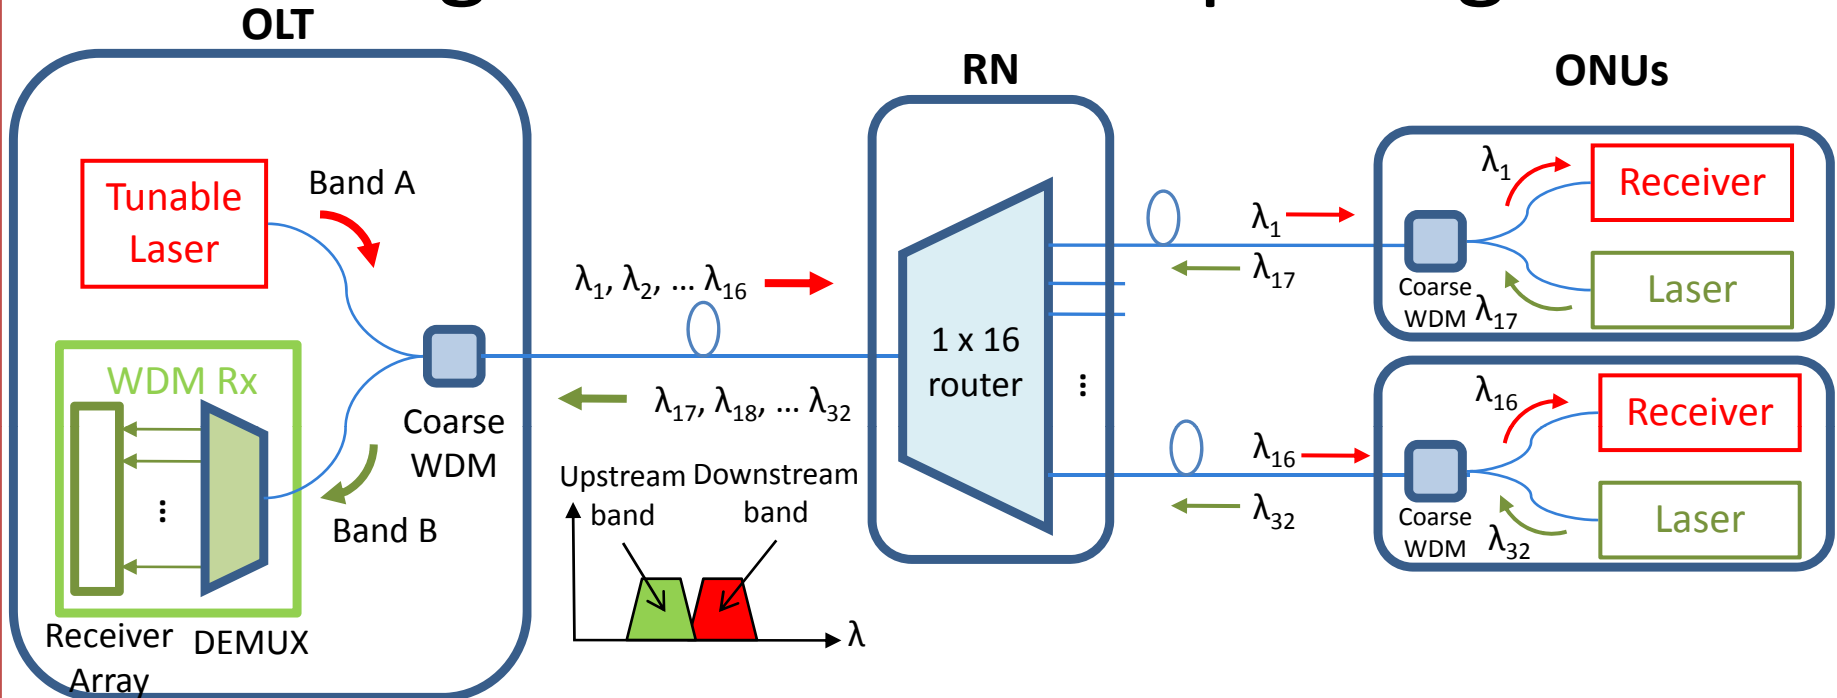 OLT
RN
ONUs
Tunable
Laser
Band A
WDM Rx
Coarse
WDM
Band B
Receiver
Array
DEMUX
λ1, λ2, ... λ16
λ17, λ18, ... λ32
Upstream
band
Downstream
band
λ
1 x 16
router
λ1
λ17
λ16
λ32
λ1
Receiver
Coarse
WDM
λ17
Laser
λ16
Receiver
Coarse
WDM
λ32
Laser